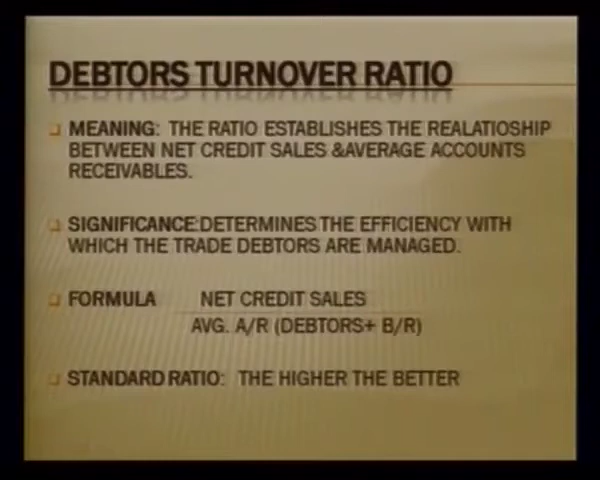 DEBTORS TURNOVER RATIO
MEANING: THE RATIO ESTABLISHES THE REALATIOSHIP
BETWEEN NET CREDIT SALES &AVERAGE ACCOUNTS
RECEIVABLES.
SIGNIFICANCE:DETERMINES THE EFFICIENCY WITH
WHICH THE TRADE DEBTORS ARE MANAGED.
FORMULA NET CREDIT SALES
AVG. A/R (DEBTORS+ B/R)
STANDARD RATIO: THE HIGHER THE BETTER